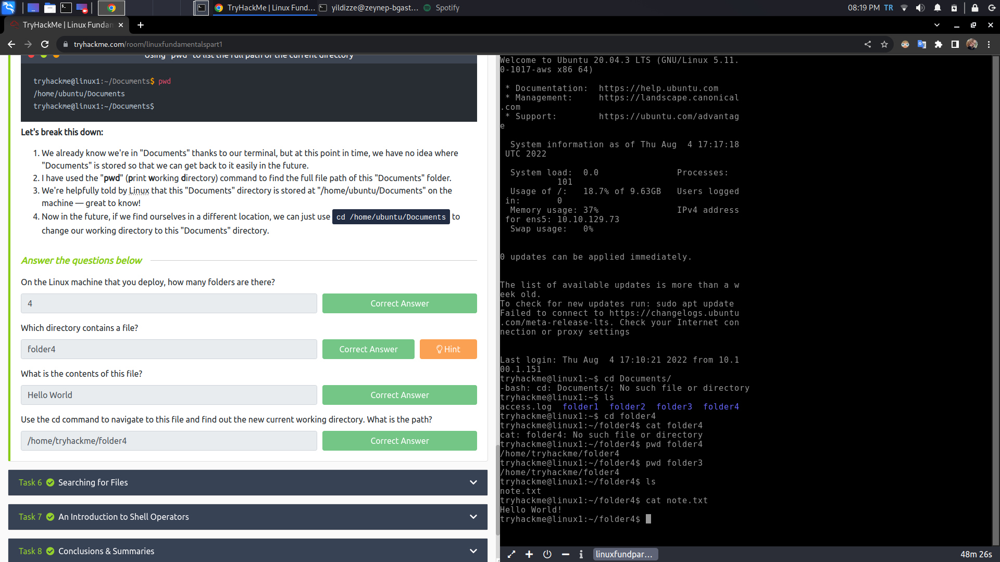 TryHackMe | Linux Fund...
yildizze@zeynep-bgast...
Spotify
08:19 PM TR
TryHackMe | Linux Fundam
tryhackme.com/room/linuxfundamentalspart1
Using "pwd" to list the full path of the current directory
tryhackme@linux1:~/Documents$ pwd
/home/ubuntu/Documents
tryhackme@linux1:~/Documents$
Let's break this down:
1. We already know we're in "Documents" thanks to our terminal, but at this point in time, we have no idea where
"Documents" is stored so that we can get back to it easily in the future.
2. I have used the "pwd" (print working directory) command to find the full file path of this "Documents" folder.
3. We're helpfully told by Linux that this "Documents" directory is stored at "/home/ubuntu/Documents" on the
machine — great to know!
4. Now in the future, if we find ourselves in a different location, we can just use cd /home/ubuntu/Documents to
change our working directory to this "Documents" directory.
Answer the questions below
On the Linux machine that you deploy, how many folders are there?
4
Correct Answer
Which directory contains a file?
folder4
Correct Answer
Hint
What is the contents of this file?
Hello World
Correct Answer
Use the cd command to navigate to this file and find out the new current working directory. What is the path?
/home/tryhackme/folder4
Correct Answer
Task 6 Searching for Files
Task 7 An Introduction to Shell Operators
Task 8 Conclusions & Summaries
Welcome to Ubuntu 20.04.3 LTS (GNU/Linux 5.11.
0-1017-aws x86 64)
* Documentation: https://help.ubuntu.com
* Management: https://landscape.canonical
.com
* Support: https://ubuntu.com/advantag
e
System information as of Thu Aug 4 17:17:18
UTC 2022
System load: 0.0 Processes:
101
Usage of /: 18.7% of 9.63GB Users logged
in: 0
Memory usage: 37% IPv4 address
for ens5: 10.10.129.73
Swap usage: 0%
0 updates can be applied immediately.
The list of available updates is more than a w
eek old.
To check for new updates run: sudo apt update
Failed to connect to https://changelogs.ubuntu
.com/meta-release-lts. Check your Internet con
nection or proxy settings
Last login: Thu Aug 4 17:10:21 2022 from 10.1
00.1.151
tryhackme@linux1:~$ cd Documents/
-bash: cd: Documents/: No such file or directory
tryhackme@linux1:~$ ls
access.log folder1 folder2 folder3 folder4
tryhackme@linux1:~$ cd folder4
tryhackme@linux1:~/folder4$ cat folder4
cat: folder4: No such file or directory
tryhackme@linux1:~/folder4$ pwd folder4
/home/tryhackme/folder4
tryhackme@linux1:~/folder4$ pwd folder3
/home/tryhackme/folder4
tryhackme@linux1:~/folder4$ ls
note.txt
tryhackme@linux1:~/folder4$ cat note.txt
Hello World!
tryhackme@linux1:~/folder4$
linuxfundpar...
48m 26s